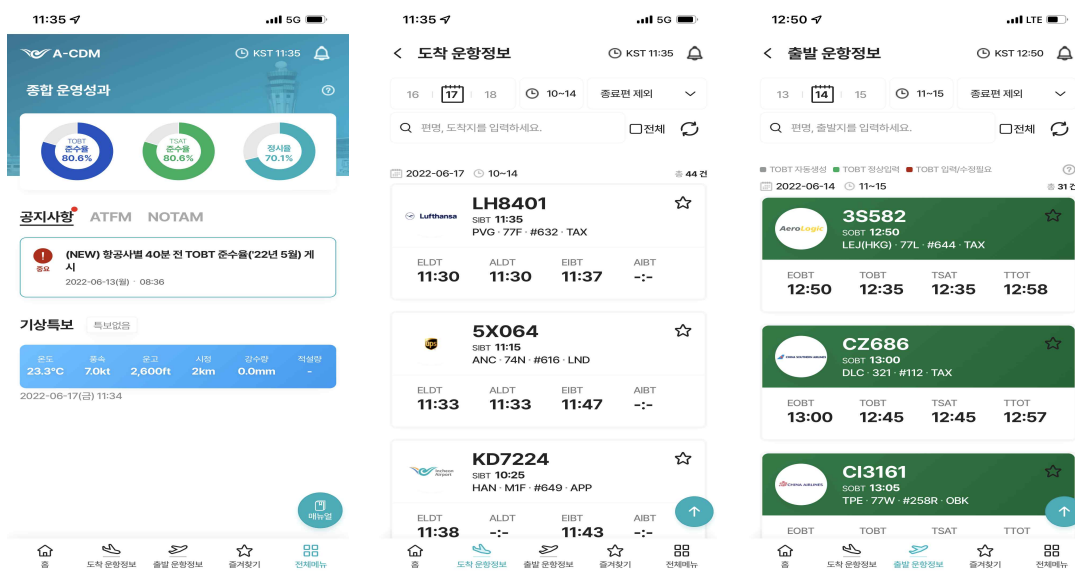 11:35
5G
A-CDM
KST 11:35
종합 운영성과
TOBT
준수율
80.6%
TSAT
준수율
80.6%
정시율
70.1%
공지사항 ATFM NOTAM
중요
(NEW) 항공사별 40분 전 TOBT 준수율('22년 5월) 게
시
2022-06-13(월) · 08:36
기상특보 특보없음
온도 풍속 운고 시정 강수량 적설량
23.3°C 7.0kt 2,600ft 2km 0.0mm -
2022-06-17(금) 11:34
매뉴얼
홈 도착 운항정보 출발 운항정보 즐겨찾기 전체메뉴
11:35
5G
도착 운항정보
KST 11:35
16 17 18 10~14 종료편 제외
편명, 도착지를 입력하세요. 전체
2022-06-17 10~14 총 44 건
Lufthansa
LH8401
SIBT 11:35
PVG · 77F · #632 · TAX
ELDT ALDT EIBT AIBT
11:30 11:30 11:37 -:-
ups
5X064
SIBT 11:15
ANC · 74N · #616 · LND
ELDT ALDT EIBT AIBT
11:33 11:33 11:47 -:-
Incheon
Airport
KD7224
SIBT 10:25
HAN · M1F · #649 · APP
ELDT ALDT EIBT AIBT
11:38 -:- 11:43 -:-
홈 도착 운항정보 출발 운항정보 즐겨찾기 전체메뉴
12:50
LTE
출발 운항정보
KST 12:50
13 14 15 11~15 종료편 제외
편명, 출발지를 입력하세요. 전체
TOBT 자동생성 TOBT 정상입력 TOBT 입력/수정필요
2022-06-14 11~15 총 31
AeroLogic
3S582
SOBT 12:50
LEJ(HKG) · 77L · #644 · TAX
EOBT TOBT TSAT TTOT
12:50 12:35 12:35 12:58
CHINA SOUTHERN AIRLINES
CZ686
SOBT 13:00
DLC · 321 · #112 · TAX
EOBT TOBT TSAT TTOT
13:00 12:45 12:45 12:57
CHINA AIRLINES
CI3161
SOBT 13:05
TPE · 77W · #258R · OBK
EOBT TOBT TSAT TTOT
홈 도착 운항정보 출발 운항정보 즐겨찾기 전체메뉴